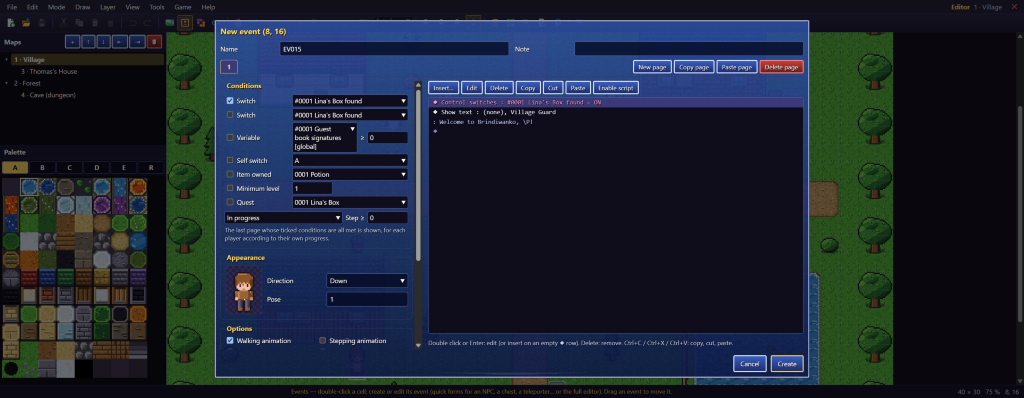 File Edit Mode Draw Layer View Tools Game Help
Editor 1 · Village
Maps
1 · Village
3 · Thomas's House
2 · Forest
4 · Cave (dungeon)
Palette
A B C D E R
New event (8, 16)
Name EV015 Note
1
New page Copy page Paste page Delete page
Conditions
Switch #0001 Lina's Box found
Switch #0001 Lina's Box found
Variable #0001 Guest book signatures [global] ≥ 0
Self switch A
Item owned 0001 Potion
Minimum level 1
Quest 0001 Lina's Box
In progress Step ≥ 0
The last page whose ticked conditions are all met is shown, for each
player according to their own progress.
Appearance
Direction Down
Pose 1
Options
Walking animation Stepping animation
Insert... Edit Delete Copy Cut Paste Enable script
◆ Control switches : #0001 Lina's Box found = ON
◆ Show text : (none), Village Guard
: Welcome to Brindiwanko, \P!
◆
Double click or Enter: edit (or insert on an empty ◆ row). Delete: remove. Ctrl+C / Ctrl+X / Ctrl+V: copy, cut, paste.
Cancel Create
Events — double-click a cell: create or edit its event (quick forms for an NPC, a chest, a teleporter… or the full editor). Drag an event to move it.
40 × 30 75 % 8, 16